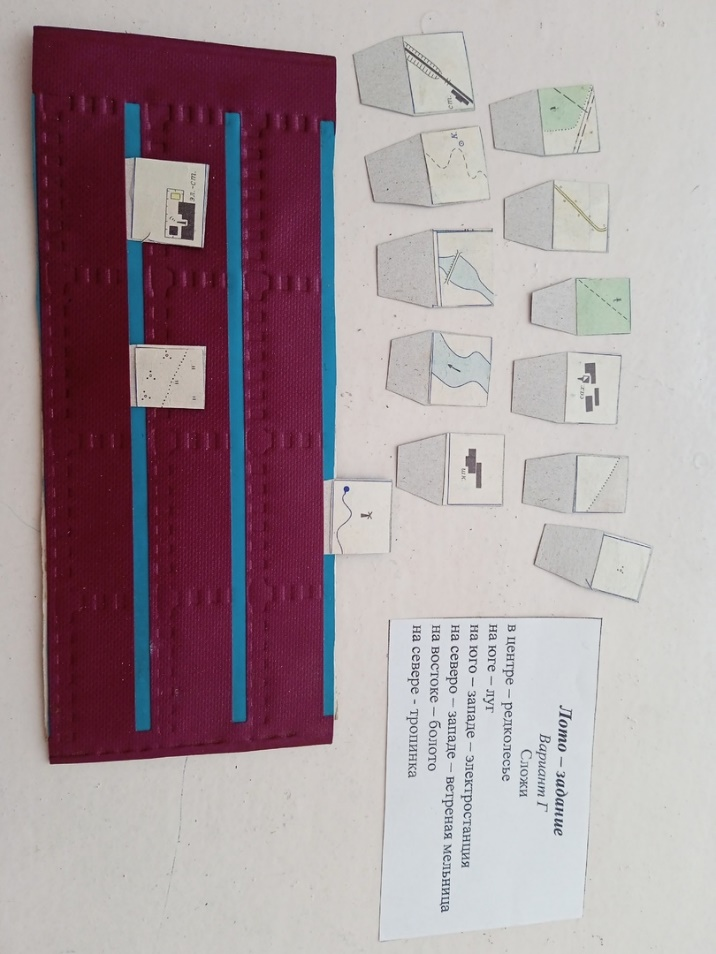 Лото – задание
Вариант Г
Сложи
в центре – редколесье
на юге – луг
на юго – западе – электростанция
на северо – западе – ветреная мельница
на востоке – болото
на севере - тропинка
шк